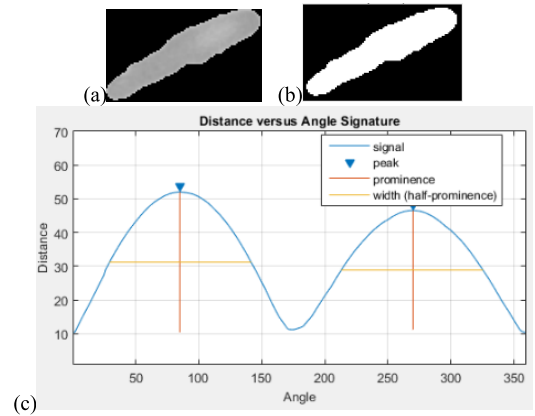 (a)
(b)
(c)
Distance versus Angle Signature
signal
peak
prominence
width (half-prominence)
Distance
70
60
50
40
30
20
10
50
100
150
200
250
300
350
Angle